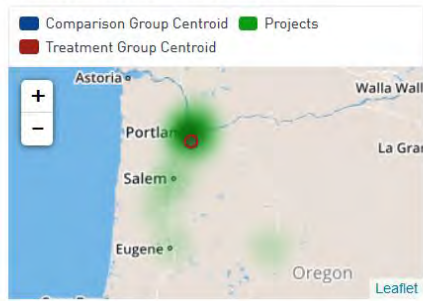 Comparison Group Centroid Projects
Treatment Group Centroid
+
−
Astoria
Walla Wall
Portlan
La Gra
Salem
Eugene
Oregon
Leaflet